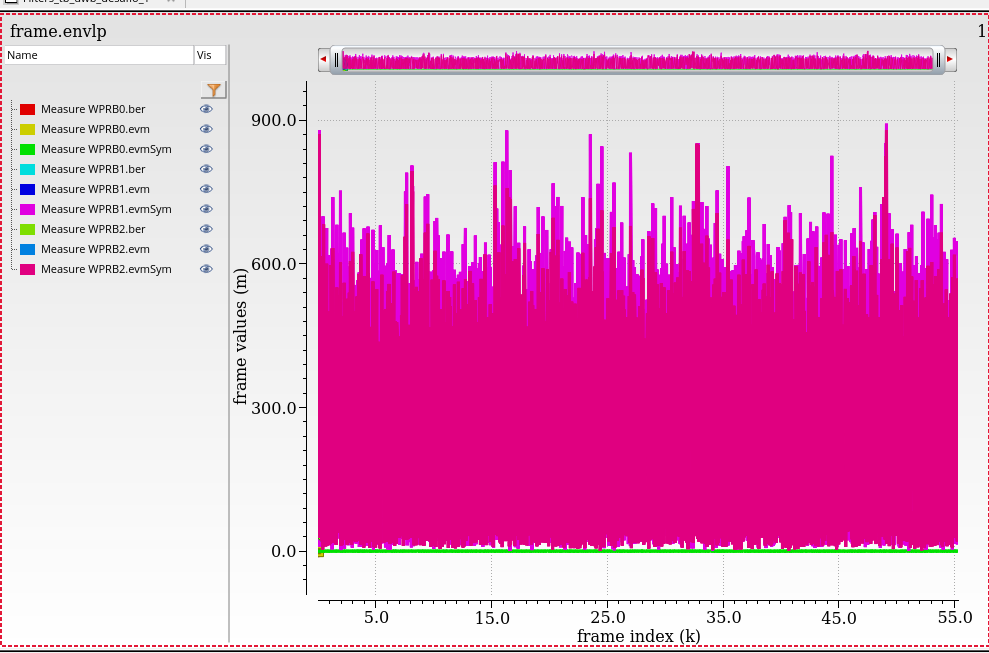 frame.envlp
1
Name Vis
Measure WPRB0.ber
Measure WPRB0.evm
Measure WPRB0.evmSym
Measure WPRB1.ber
Measure WPRB1.evm
Measure WPRB1.evmSym
Measure WPRB2.ber
Measure WPRB2.evm
Measure WPRB2.evmSym
frame values (m)
900.0
600.0
300.0
0.0
5.0 15.0 25.0 35.0 45.0 55.0
frame index (k)